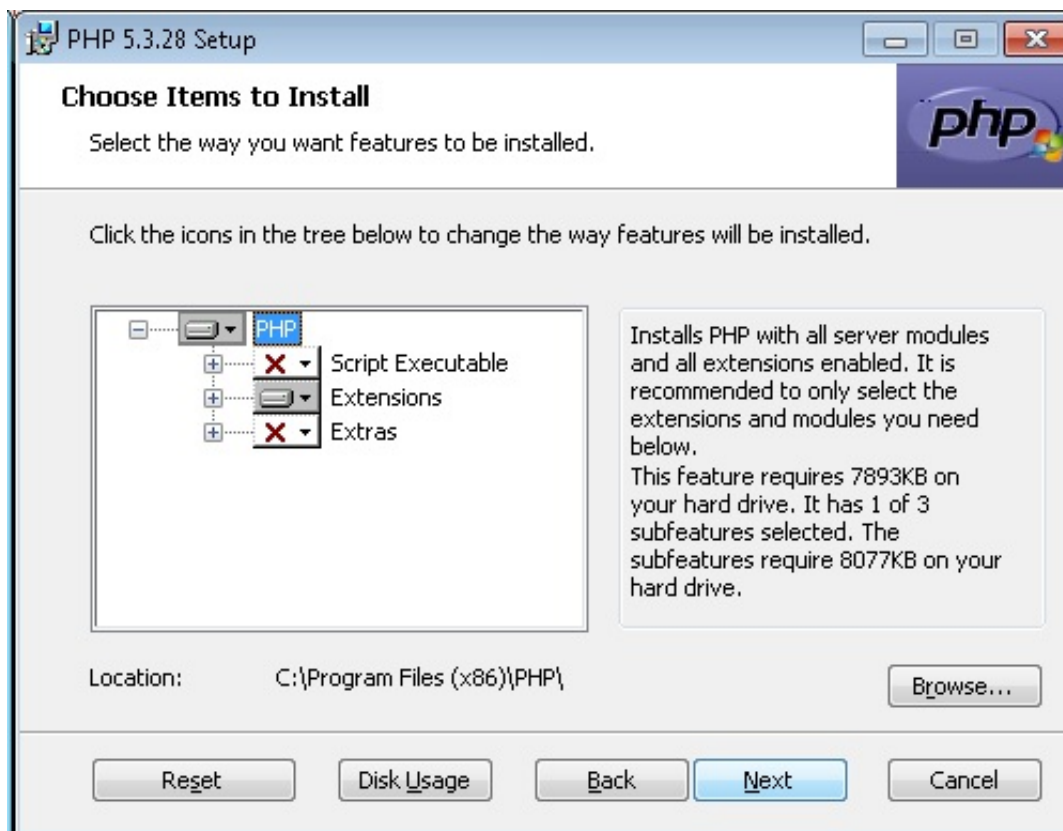 PHP 5.3.28 Setup
Choose Items to Install
php
Select the way you want features to be installed.
Click the icons in the tree below to change the way features will be installed.
PHP
Script Executable
Extensions
Extras
Installs PHP with all server modules
and all extensions enabled. It is
recommended to only select the
extensions and modules you need
below.
This feature requires 7893KB on
your hard drive. It has 1 of 3
subfeatures selected. The
subfeatures require 8077KB on your
hard drive.
Location: C:\Program Files (x86)\PHP\
Browse...
Reset Disk Usage Back Next Cancel